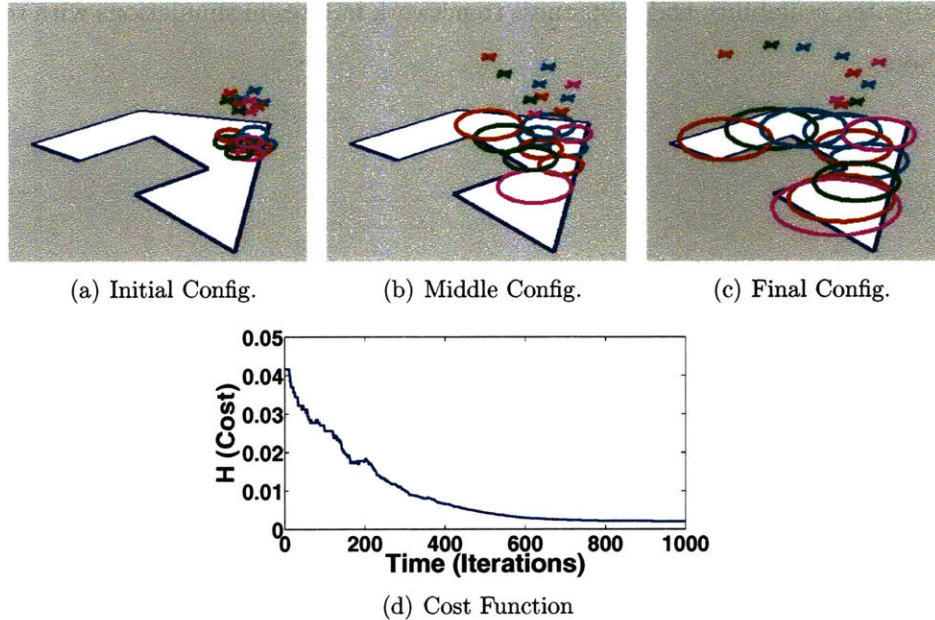 (a) Initial Config.
(b) Middle Config.
(c) Final Config.
0.05
0.04
0.03
0.02
0.01
0
H (Cost)
0 200 400 600 800 1000
Time (Iterations)
(d) Cost Function